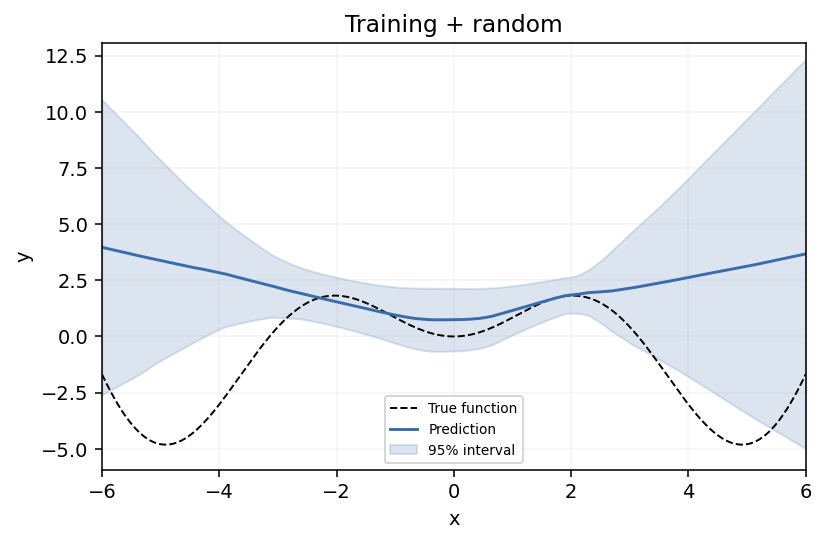 Training + random
12.5
10.0
7.5
5.0
2.5
0.0
−2.5
−5.0
y
True function
Prediction
95% interval
−6 −4 −2 0 2 4 6
x